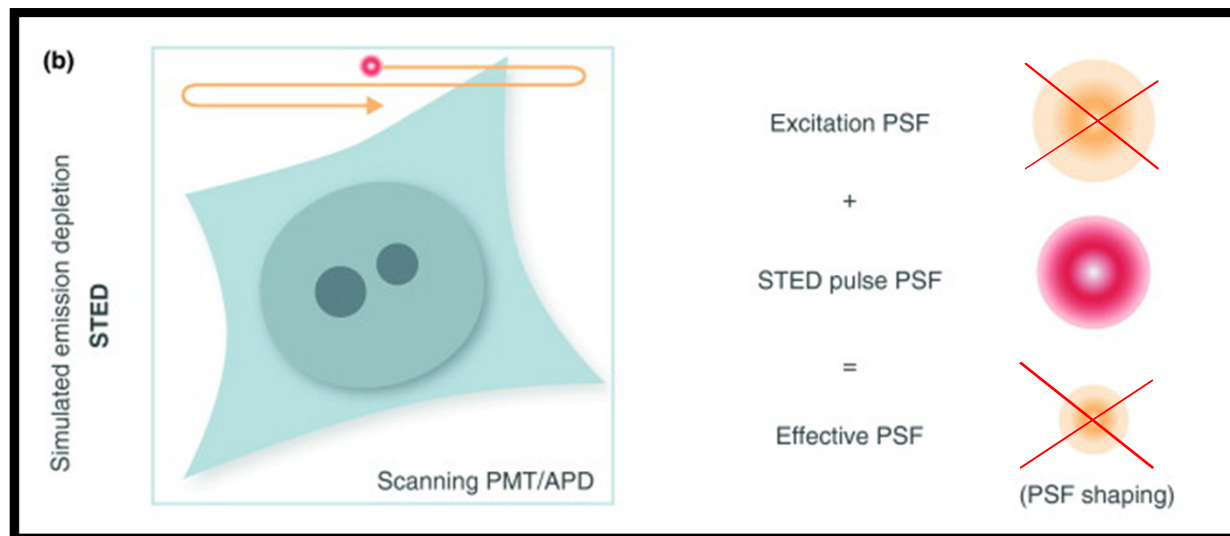 (b)
Simulated emission depletion
STED
Scanning PMT/APD
Excitation PSF
+
STED pulse PSF
=
Effective PSF
(PSF shaping)